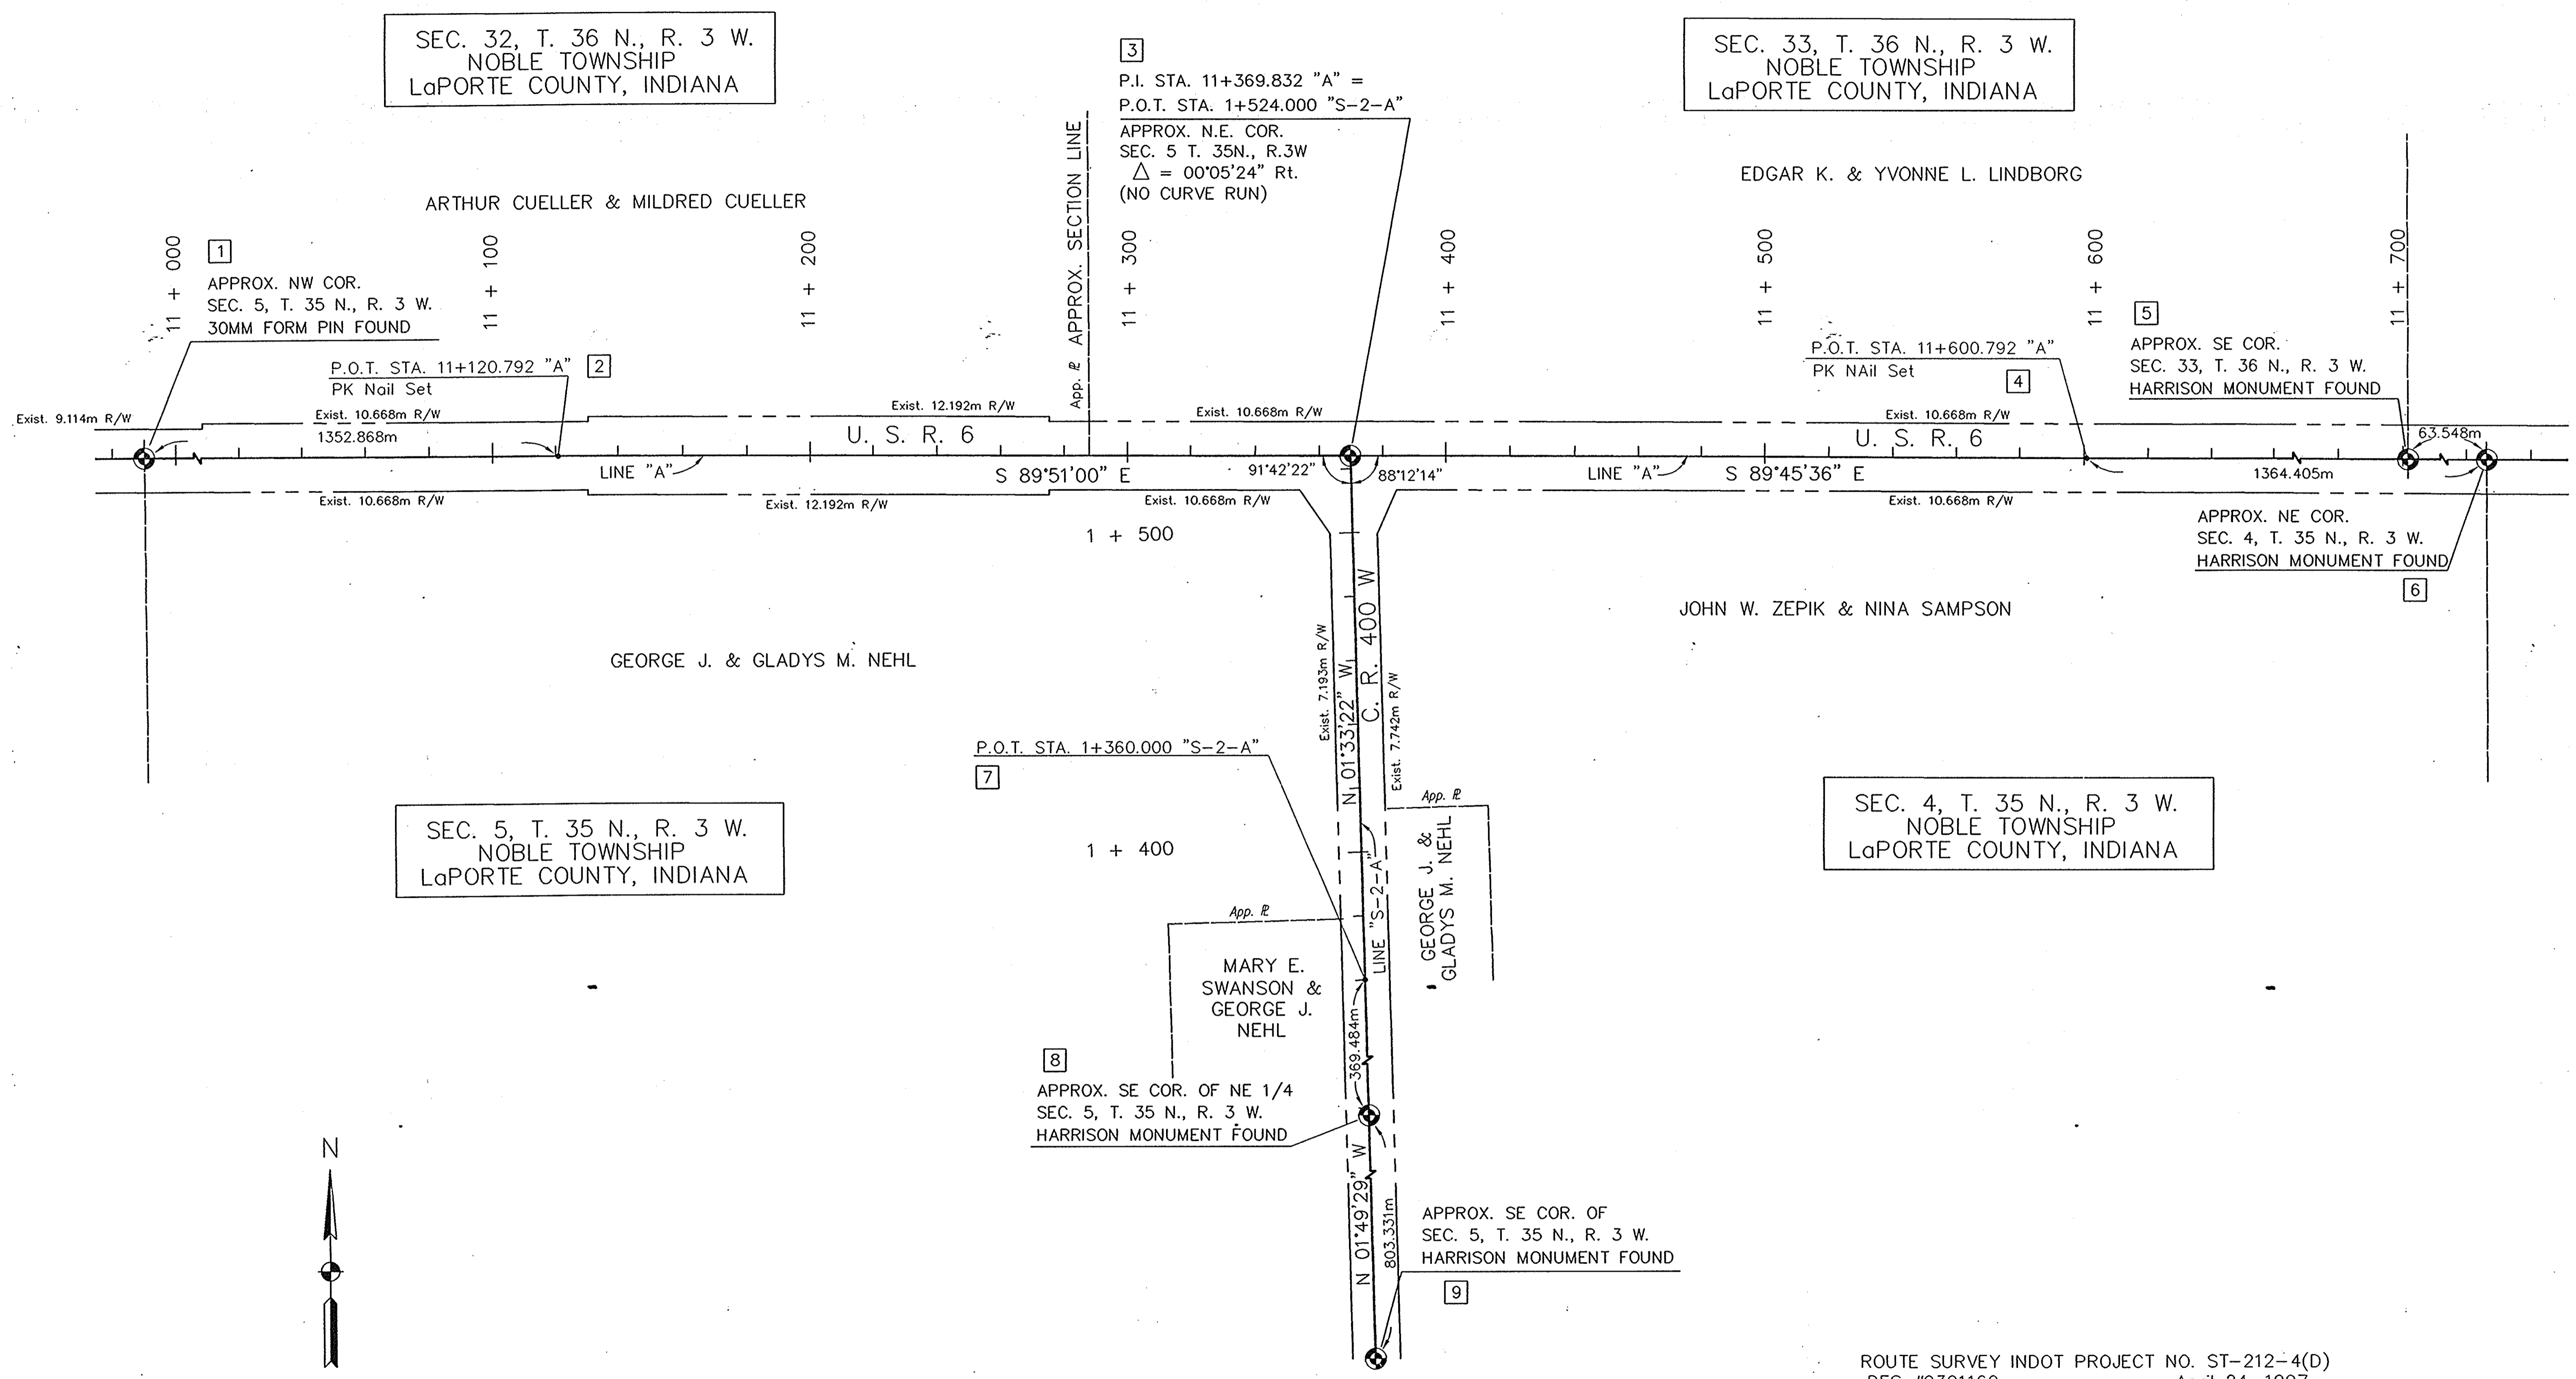 SEC. 32, T. 36 N., R. 3 W.
NOBLE TOWNSHIP
LaPORTE COUNTY, INDIANA
3
P.I. STA. 11+369.832 "A" =
P.O.T. STA. 1+524.000 "S-2-A"
APPROX. N.E. COR.
SEC. 5 T. 35N., R.3W
△ = 00°05'24" Rt.
(NO CURVE RUN)
SEC. 33, T. 36 N., R. 3 W.
NOBLE TOWNSHIP
LaPORTE COUNTY, INDIANA
ARTHUR CUELLER & MILDRED CUELLER
EDGAR K. & YVONNE L. LINDBORG
App. ℙL APPROX. SECTION LINE
11 + 000
11 + 100
11 + 200
11 + 300
11 + 400
11 + 500
11 + 600
11 + 700
1
APPROX. NW COR.
SEC. 5, T. 35 N., R. 3 W.
30MM FORM PIN FOUND
P.O.T. STA. 11+120.792 "A"
2
PK Nail Set
P.O.T. STA. 11+600.792 "A"
PK NAil Set
4
5
APPROX. SE COR.
SEC. 33, T. 36 N., R. 3 W.
HARRISON MONUMENT FOUND
Exist. 9.114m R/W
Exist. 10.668m R/W
Exist. 12.192m R/W
Exist. 10.668m R/W
Exist. 10.668m R/W
1352.868m
U. S. R. 6
U. S. R. 6
63.548m
LINE "A"
S 89°51'00" E
91°42'22"
88°12'14"
LINE "A"
S 89°45'36" E
1364.405m
Exist. 10.668m R/W
Exist. 12.192m R/W
Exist. 10.668m R/W
Exist. 10.668m R/W
APPROX. NE COR.
SEC. 4, T. 35 N., R. 3 W.
HARRISON MONUMENT FOUND
6
1 + 500
JOHN W. ZEPIK & NINA SAMPSON
GEORGE J. & GLADYS M. NEHL
Exist. 7.193m R/W
N 01°33'22" W
C. R. 400 W
Exist. 7.742m R/W
P.O.T. STA. 1+360.000 "S-2-A"
7
App. ℙL
SEC. 5, T. 35 N., R. 3 W.
NOBLE TOWNSHIP
LaPORTE COUNTY, INDIANA
SEC. 4, T. 35 N., R. 3 W.
NOBLE TOWNSHIP
LaPORTE COUNTY, INDIANA
1 + 400
LINE "S-2-A"
GEORGE J. &
GLADYS M. NEHL
App. ℙL
MARY E.
SWANSON &
GEORGE J.
NEHL
369.484m
8
APPROX. SE COR. OF NE 1/4
SEC. 5, T. 35 N., R. 3 W.
HARRISON MONUMENT FOUND
N
N 01°49'29" W
803.331m
APPROX. SE COR. OF
SEC. 5, T. 35 N., R. 3 W.
HARRISON MONUMENT FOUND
9
ROUTE SURVEY INDOT PROJECT NO. ST-212-4(D)